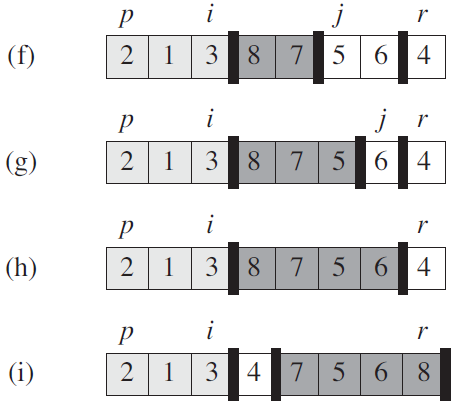 p i j r
(f) 2 1 3 8 7 5 6 4
p i j r
(g) 2 1 3 8 7 5 6 4
p i r
(h) 2 1 3 8 7 5 6 4
p i r
(i) 2 1 3 4 7 5 6 8